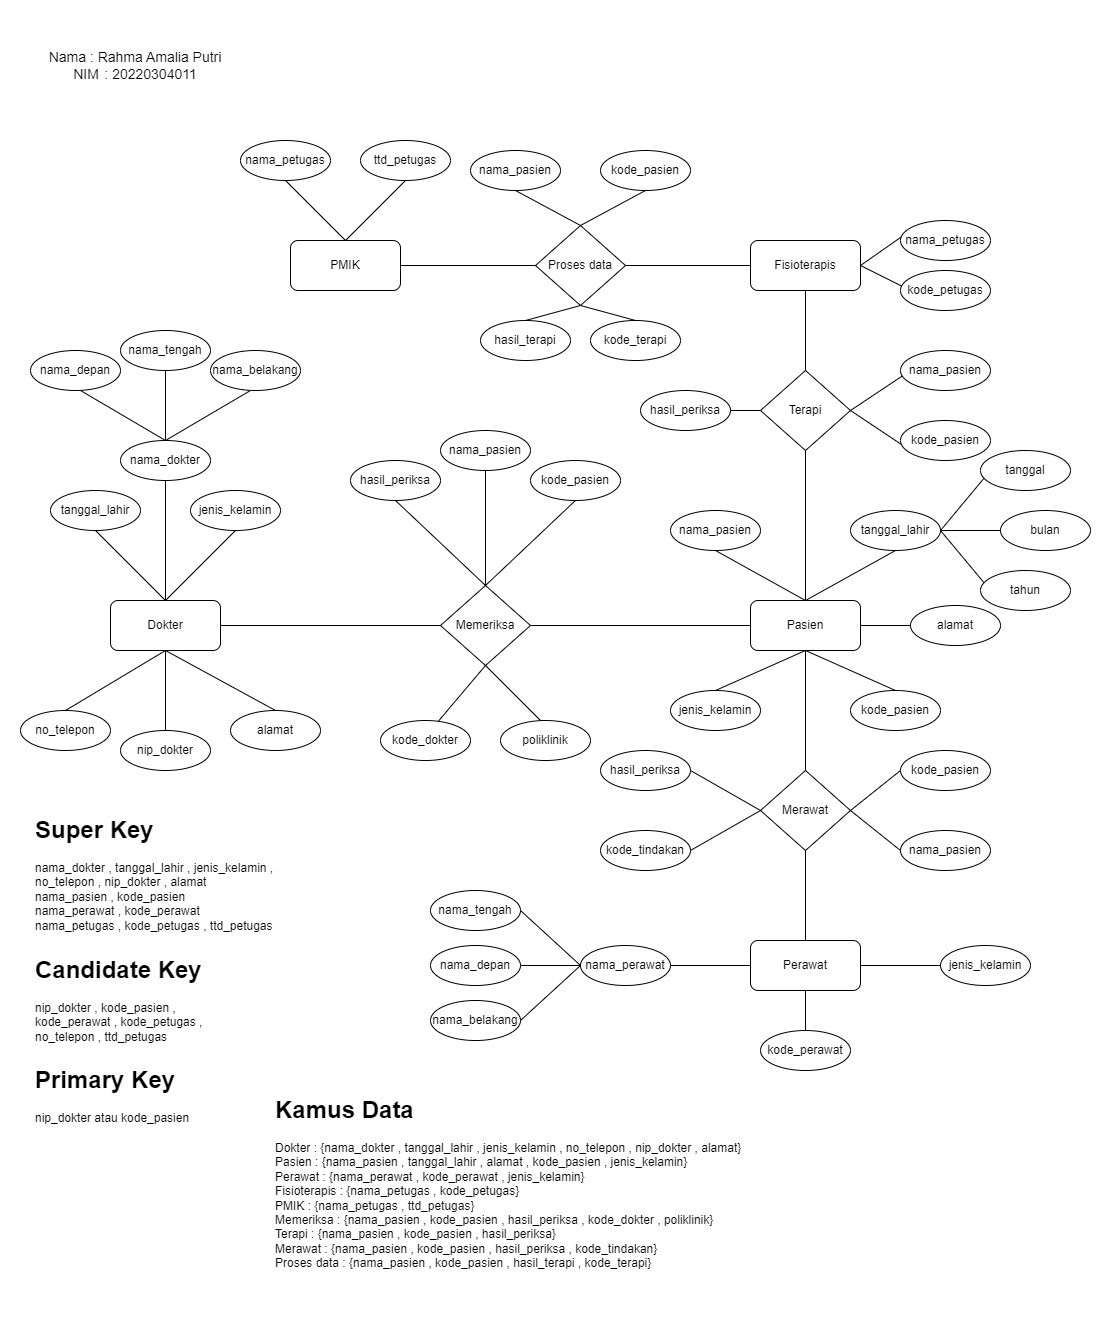 Nama : Rahma Amalia Putri
NIM : 20220304011
nama_petugas
ttd_petugas
nama_pasien
kode_pasien
PMIK
Proses data
Fisioterapis
nama_petugas
kode_petugas
hasil_terapi
kode_terapi
nama_depan
nama_tengah
nama_belakang
nama_dokter
tanggal_lahir
jenis_kelamin
hasil_periksa
Terapi
nama_pasien
kode_pasien
hasil_periksa
nama_pasien
kode_pasien
nama_pasien
tanggal_lahir
tanggal
bulan
tahun
Dokter
Memeriksa
Pasien
alamat
no_telepon
nip_dokter
alamat
kode_dokter
poliklinik
jenis_kelamin
kode_pasien
hasil_periksa
kode_tindakan
Merawat
kode_pasien
nama_pasien
Super Key
nama_dokter , tanggal_lahir , jenis_kelamin ,
no_telepon , nip_dokter , alamat
nama_pasien , kode_pasien
nama_perawat , kode_perawat
nama_petugas , kode_petugas , ttd_petugas
nama_tengah
nama_depan
nama_belakang
nama_perawat
Perawat
jenis_kelamin
kode_perawat
Candidate Key
nip_dokter , kode_pasien ,
kode_perawat , kode_petugas ,
no_telepon , ttd_petugas
Primary Key
nip_dokter atau kode_pasien
Kamus Data
Dokter : {nama_dokter , tanggal_lahir , jenis_kelamin , no_telepon , nip_dokter , alamat}
Pasien : {nama_pasien , tanggal_lahir , alamat , kode_pasien , jenis_kelamin}
Perawat : {nama_perawat , kode_perawat , jenis_kelamin}
Fisioterapis : {nama_petugas , kode_petugas}
PMIK : {nama_petugas , ttd_petugas}
Memeriksa : {nama_pasien , kode_pasien , hasil_periksa , kode_dokter , poliklinik}
Terapi : {nama_pasien , kode_pasien , hasil_periksa}
Merawat : {nama_pasien , kode_pasien , hasil_periksa , kode_tindakan}
Proses data : {nama_pasien , kode_pasien , hasil_terapi , kode_terapi}